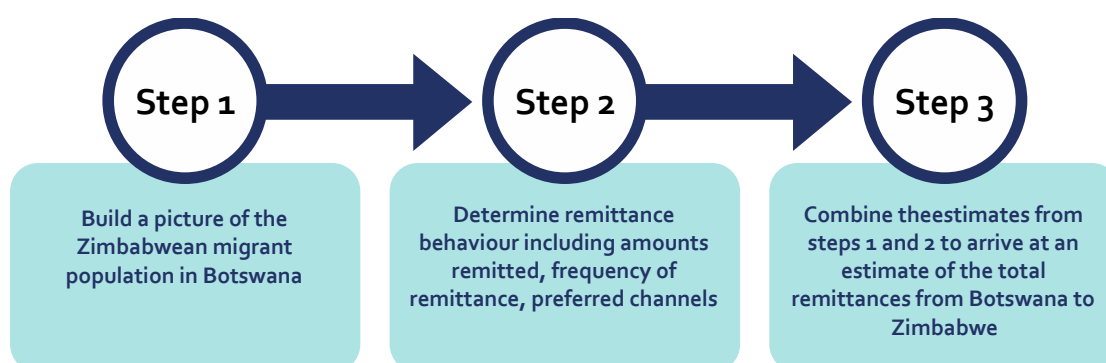 Step 1
Build a picture of the
Zimbabwean migrant
population in Botswana
Step 2
Determine remittance
behaviour including amounts
remitted, frequency of
remittance, preferred channels
Step 3
Combine theestimates from
steps 1 and 2 to arrive at an
estimate of the total
remittances from Botswana to
Zimbabwe